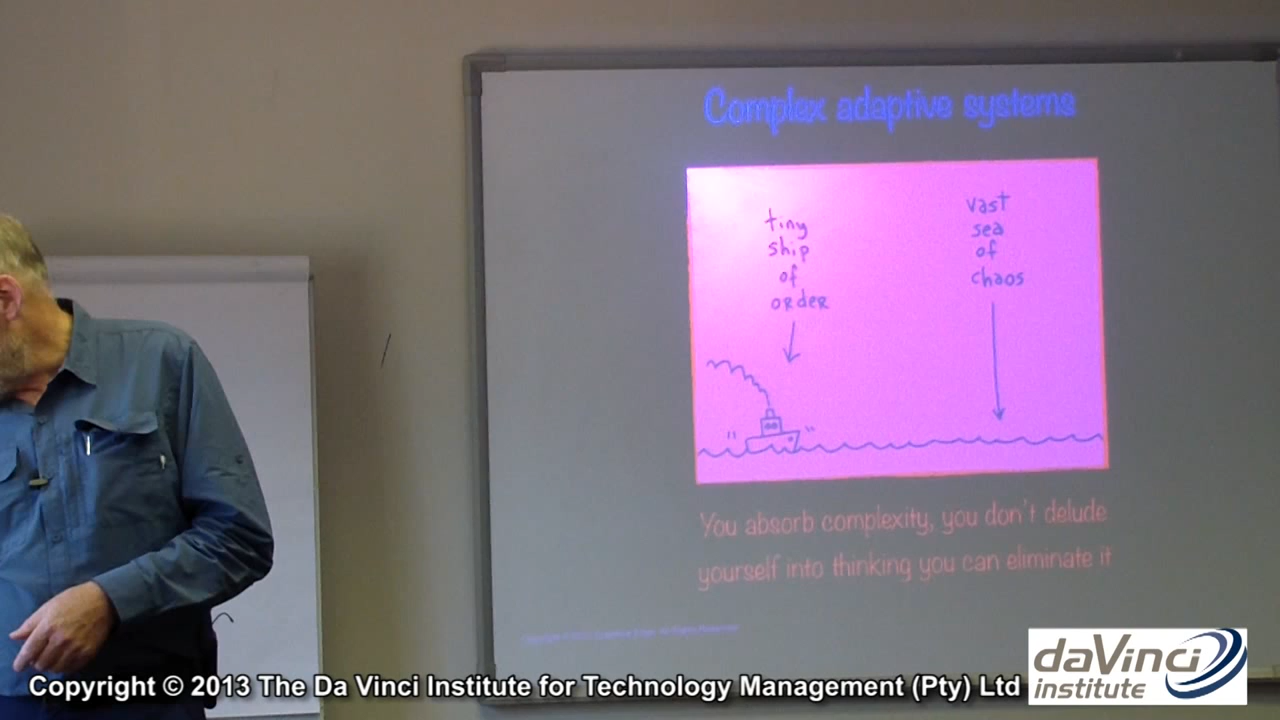 Complex adaptive systems
tiny
ship
of
order
vast
sea
of
chaos
You absorb complexity, you don't delude
yourself into thinking you can eliminate it
Copyright © 2013 The Da Vinci Institute for Technology Management (Pty) Ltd
daVinci
institute